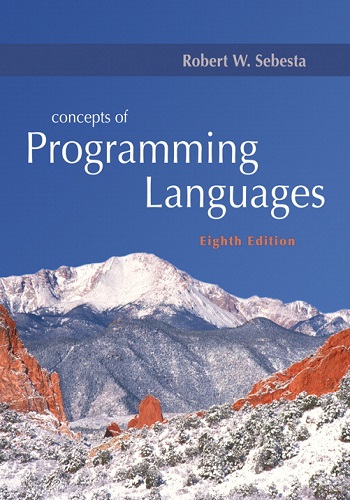 Robert W. Sebesta
concepts of
Programming
Languages
Eighth Edition